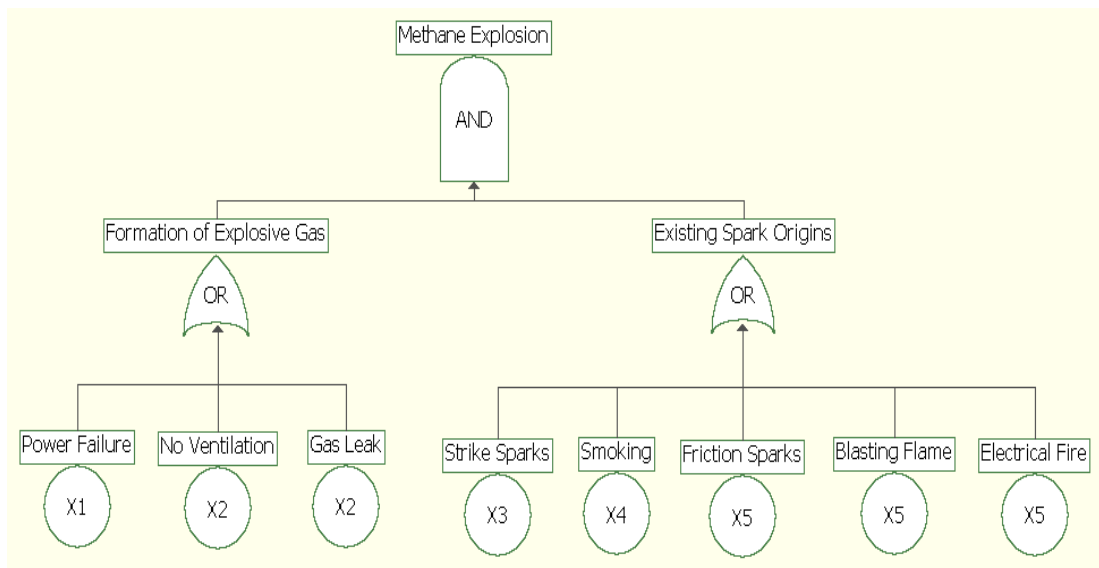 Methane Explosion
AND
Formation of Explosive Gas
Existing Spark Origins
OR
OR
Power Failure
No Ventilation
Gas Leak
Strike Sparks
Smoking
Friction Sparks
Blasting Flame
Electrical Fire
X1
X2
X2
X3
X4
X5
X5
X5